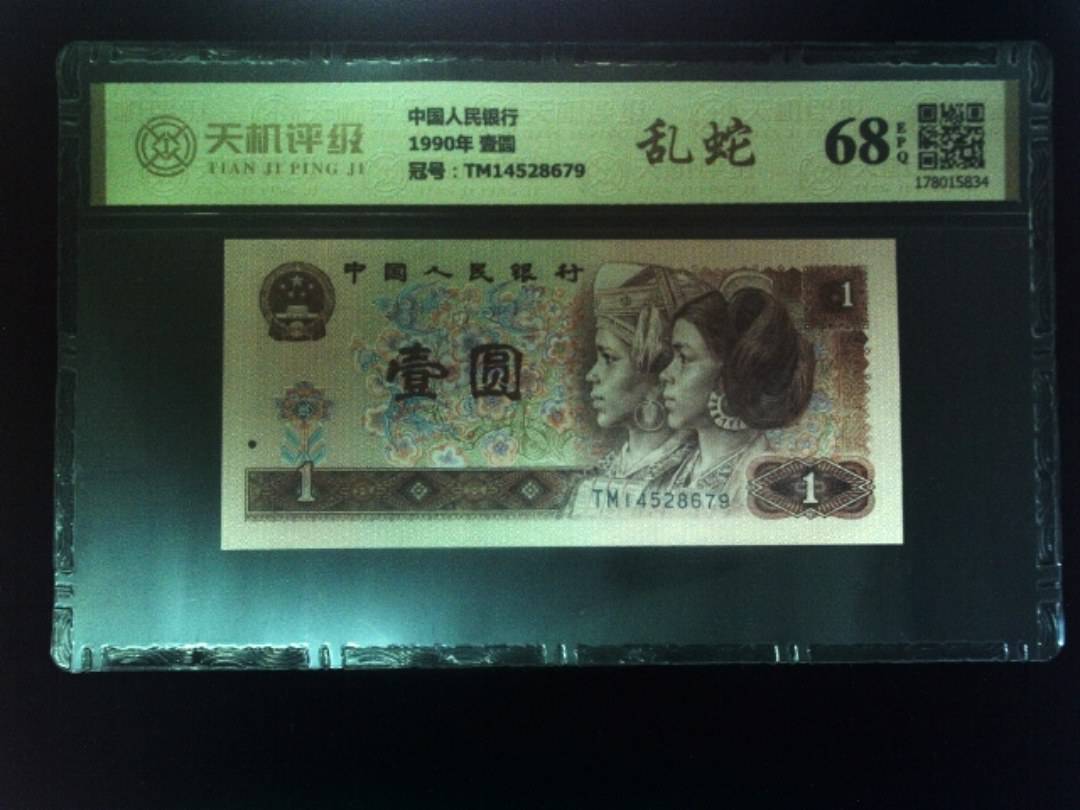 天机评级
TIAN JI PING JI
中国人民银行
1990年 壹圆
冠号：TM14528679
乱蛇
68
EPQ
178015834
中国人民银行
1
壹圆
1
TM14528679
1